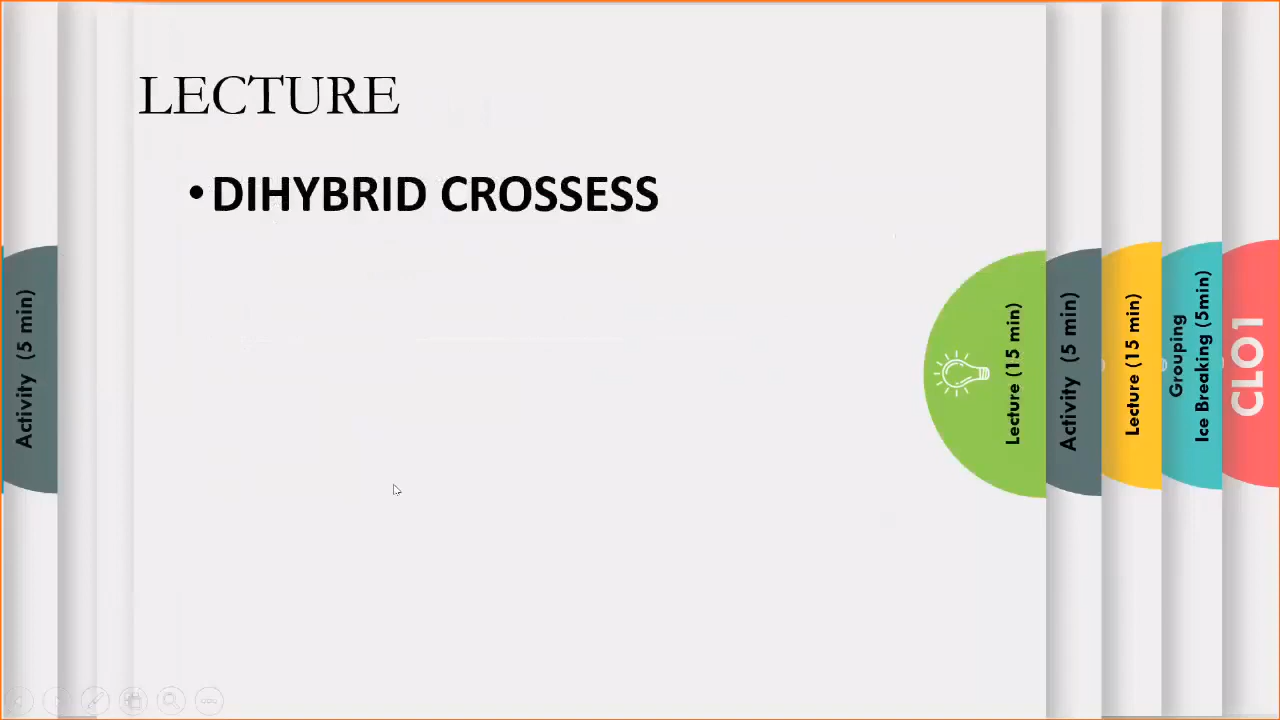 LECTURE
• DIHYBRID CROSSESS
Activity (5 min)
Lecture (15 min)
Activity (5 min)
Lecture (15 min)
Grouping
Ice Breaking (5min)
CLO1